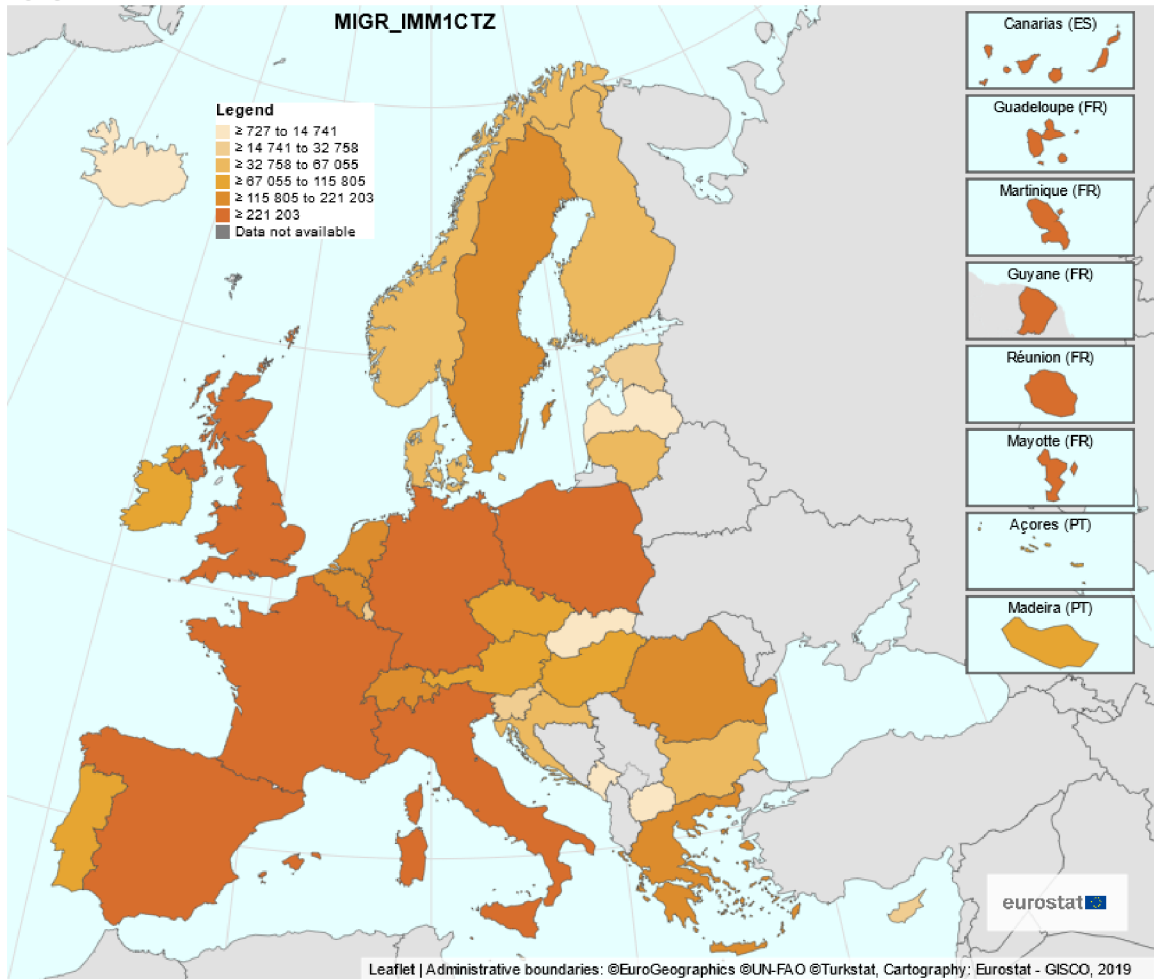 MIGR_IMM1CTZ
Legend
≥ 727 to 14 741
≥ 14 741 to 32 758
≥ 32 758 to 67 055
≥ 67 055 to 115 805
≥ 115 805 to 221 203
≥ 221 203
Data not available
Canarias (ES)
Guadeloupe (FR)
Martinique (FR)
Guyane (FR)
Réunion (FR)
Mayotte (FR)
Açores (PT)
Madeira (PT)
eurostat
Leaflet | Administrative boundaries: ©EuroGeographics ©UN-FAO ©Turkstat, Cartography: Eurostat - GISCO, 2019